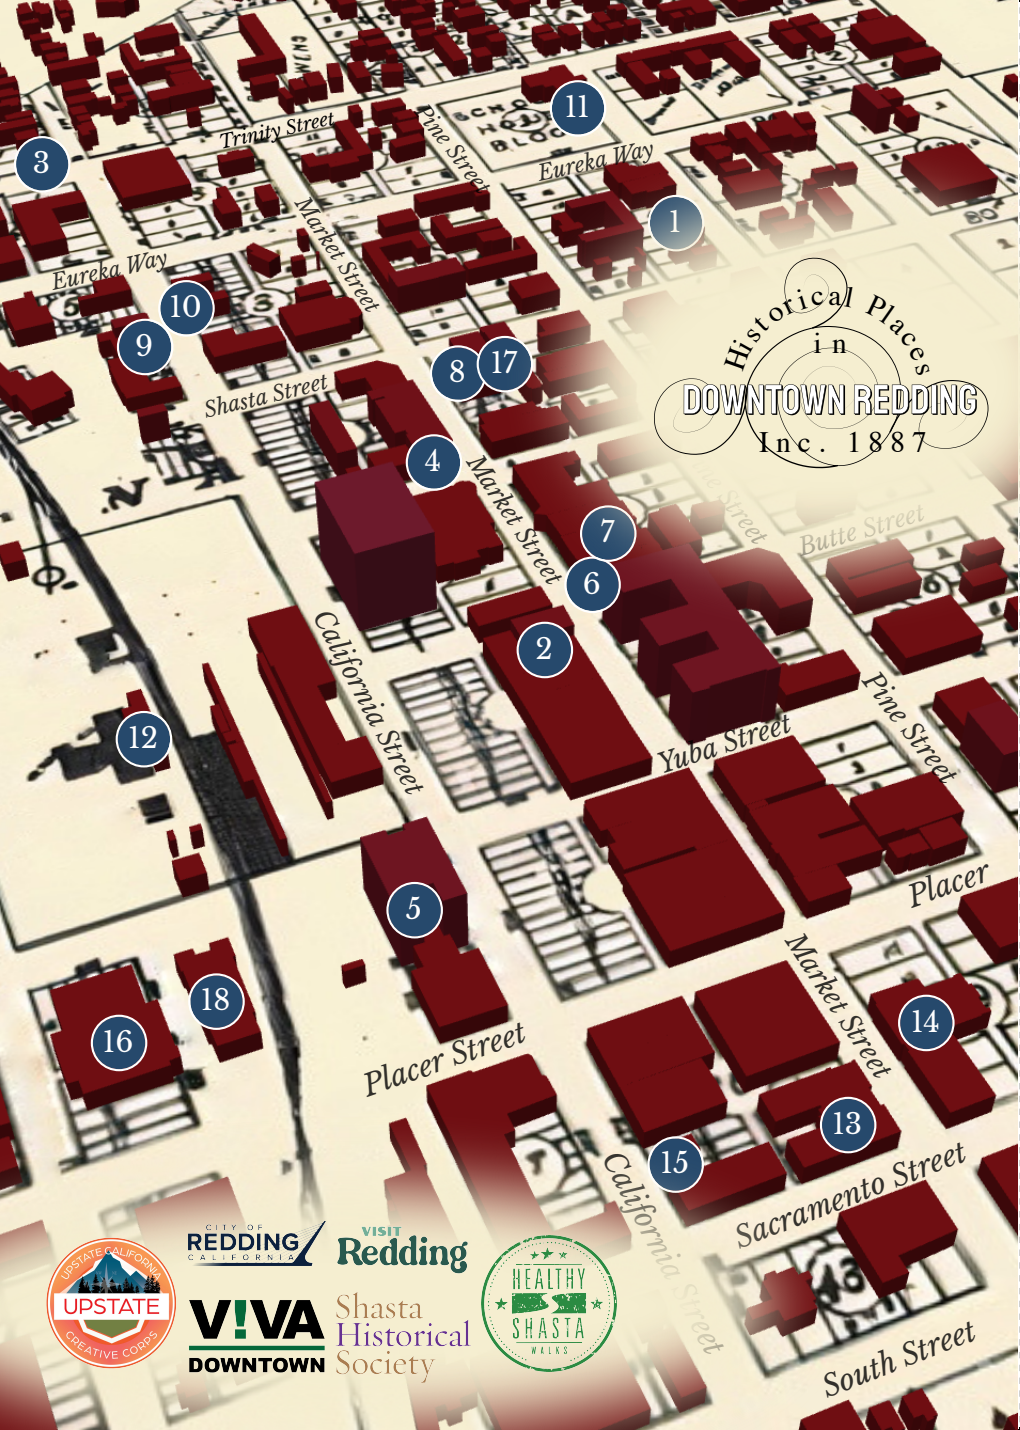 Trinity Street
Pine Street
11
Eureka Way
3
Market Street
1
Eureka Way
10
9
Historical Places
in
DOWNTOWN REDDING
Inc. 1887
8
17
Shasta Street
4
Market Street
7
6
Butte Street
California Street
2
Pine Street
Yuba Street
12
Placer
5
Market Street
18
16
14
Placer Street
13
15
California Street
Sacramento Street
South Street
UPSTATE CALIFORNIA
UPSTATE
CREATIVE CORPS
CITY OF
REDDING
CALIFORNIA
VISIT
Redding
V!VA
DOWNTOWN
Shasta
Historical
Society
HEALTHY
SHASTA
WALKS